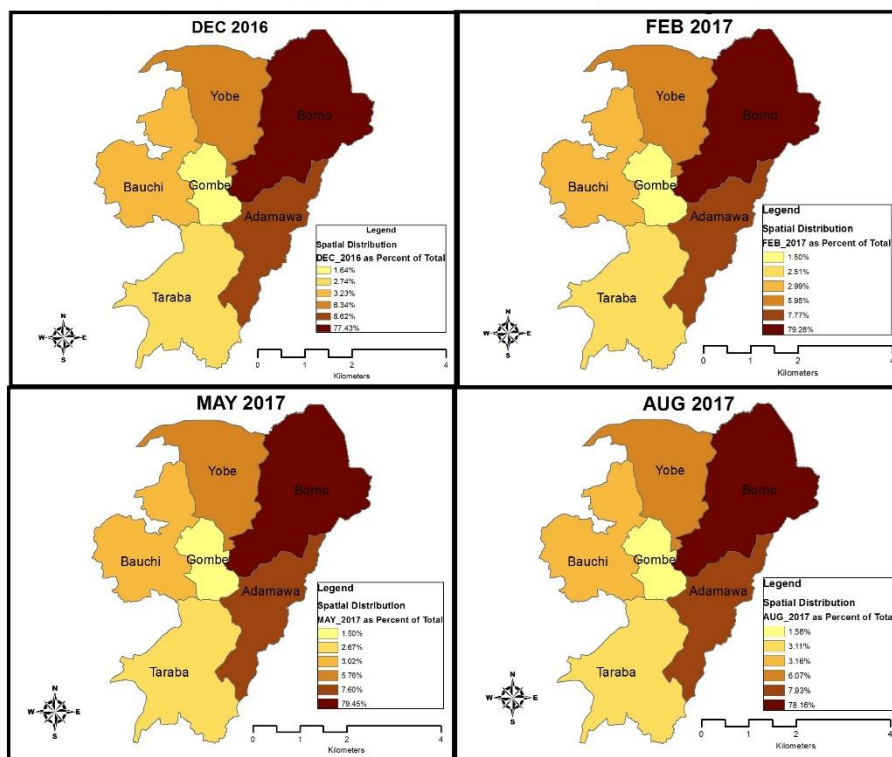 DEC 2016
Yobe
Borno
Bauchi
Gombe
Adamawa
Taraba
Legend
Spatial Distribution
DEC_2016 as Percent of Total
1.64%
2.74%
3.23%
6.34%
8.62%
77.43%
N
W E
S
0 1 2 4
Kilometers
FEB 2017
Yobe
Borno
Bauchi
Gombe
Adamawa
Taraba
Legend
Spatial Distribution
FEB_2017 as Percent of Total
1.50%
2.51%
2.99%
5.95%
7.77%
79.28%
N
W E
S
0 1 2 4
Kilometers
MAY 2017
Yobe
Borno
Bauchi
Gombe
Adamawa
Taraba
Legend
Spatial Distribution
MAY_2017 as Percent of Total
1.50%
2.67%
3.02%
5.76%
7.60%
79.45%
N
W E
S
0 1 2 4
Kilometers
AUG 2017
Yobe
Borno
Bauchi
Gombe
Adamawa
Taraba
Legend
Spatial Distribution
AUG_2017 as Percent of Total
1.56%
3.11%
3.16%
6.07%
7.93%
78.16%
N
W E
S
0 1 2 4
Kilometers